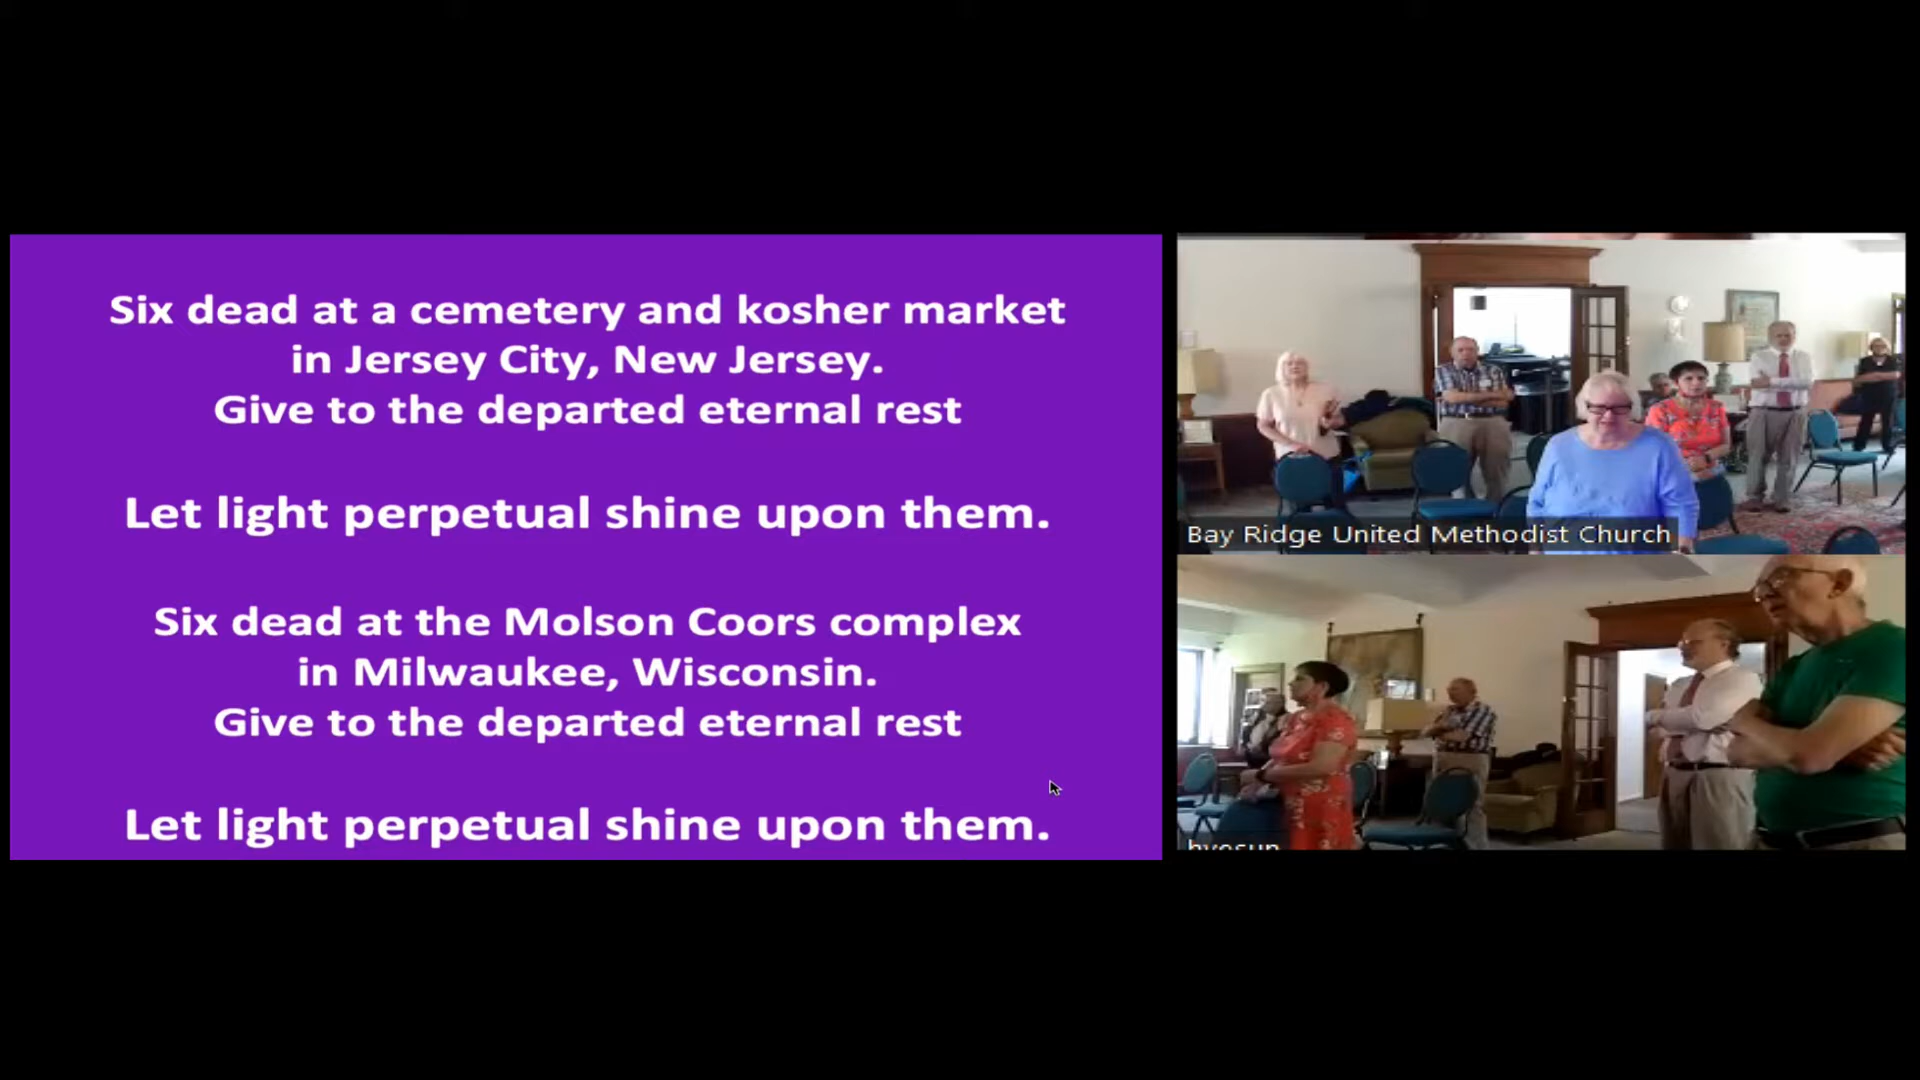 Six dead at a cemetery and kosher market
in Jersey City, New Jersey.
Give to the departed eternal rest
Let light perpetual shine upon them.
Six dead at the Molson Coors complex
in Milwaukee, Wisconsin.
Give to the departed eternal rest
Let light perpetual shine upon them.
Bay Ridge United Methodist Church
hyesun